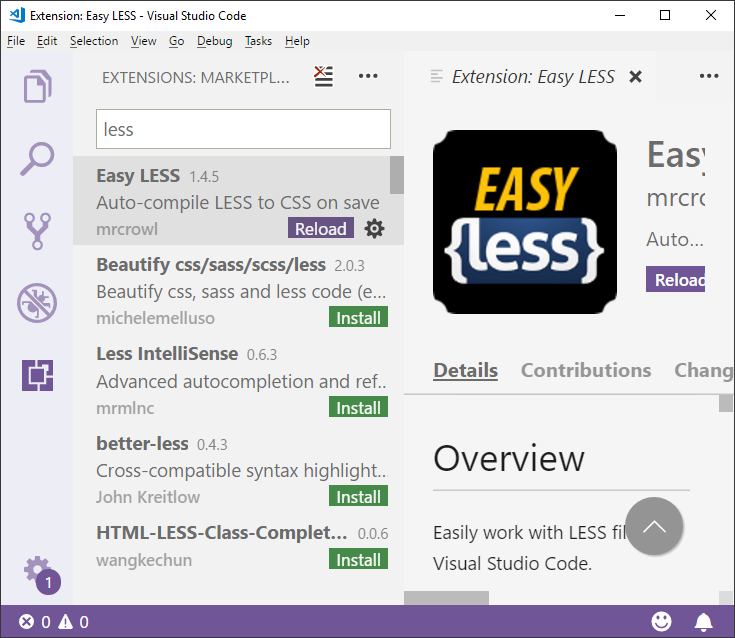 Extension: Easy LESS - Visual Studio Code
File Edit Selection View Go Debug Tasks Help
EXTENSIONS: MARKETPL...
Extension: Easy LESS
less
Easy LESS 1.4.5
Auto-compile LESS to CSS on save
mrcrowl Reload
Beautify css/sass/scss/less 2.0.3
Beautify css, sass and less code (e...
michelemelluso Install
Less IntelliSense 0.6.3
Advanced autocompletion and ref...
mrmlnc Install
better-less 0.4.3
Cross-compatible syntax highlight...
John Kreitlow Install
HTML-LESS-Class-Complet... 0.0.6
wangkechun Install
EASY
{less}
Easy
mrcro
Auto...
Reload
Details Contributions Chang
Overview
Easily work with LESS fil
Visual Studio Code.
1
0 0